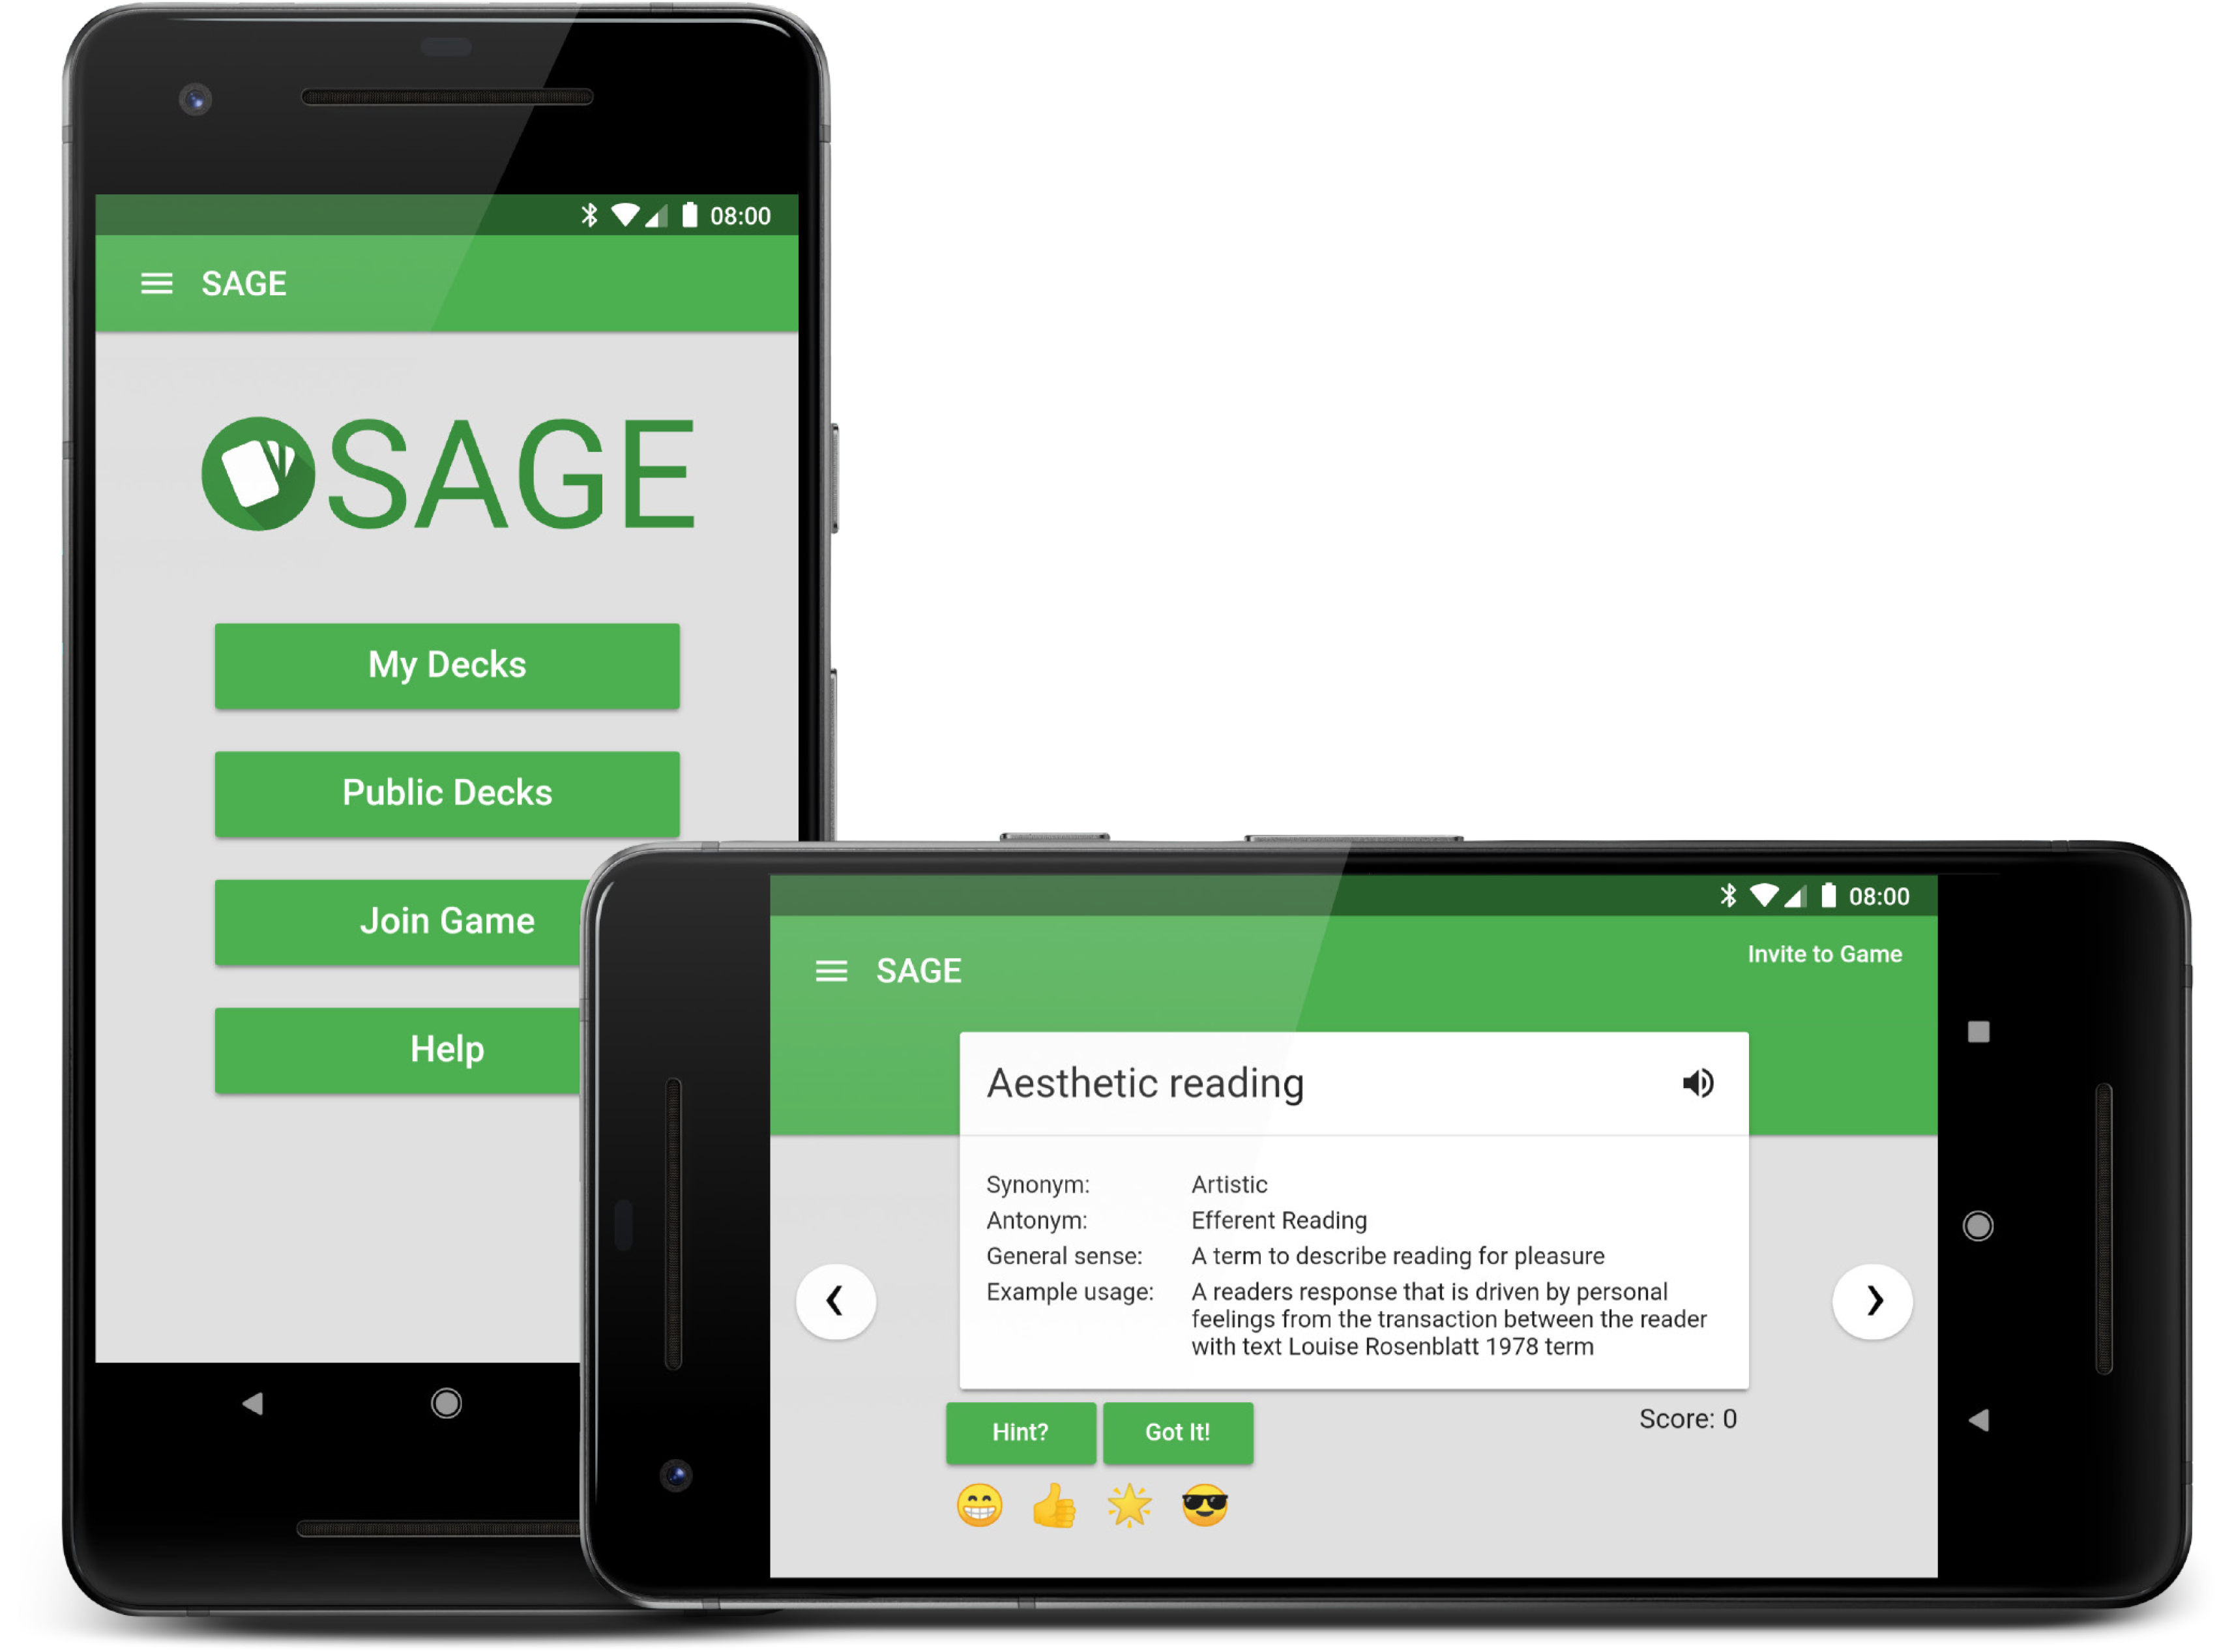 08:00
SAGE
SAGE
My Decks
Public Decks
Join Game
Help
08:00
SAGE
Invite to Game
Aesthetic reading
Synonym: Artistic
Antonym: Efferent Reading
General sense: A term to describe reading for pleasure
Example usage: A readers response that is driven by personal
feelings from the transaction between the reader
with text Louise Rosenblatt 1978 term
Hint?
Got It!
Score: 0